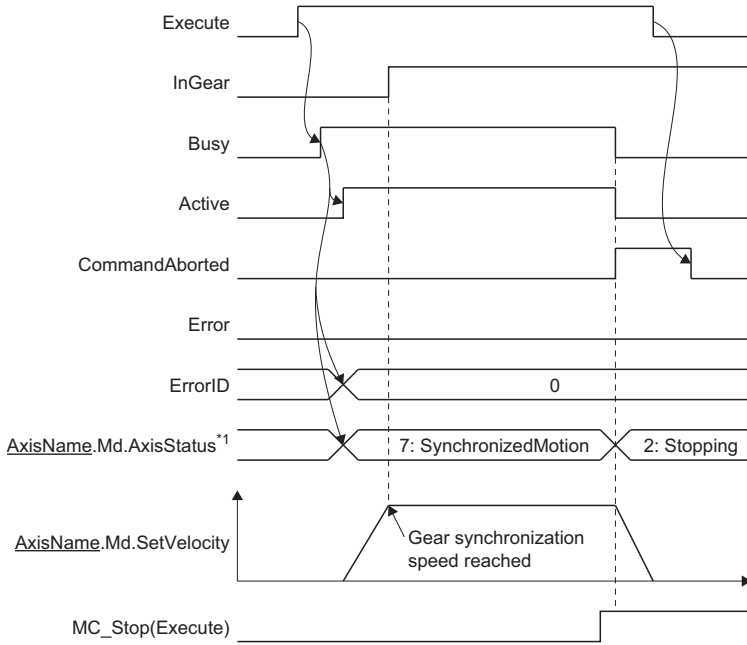 Execute
InGear
Busy
Active
CommandAborted
Error
ErrorID
0
AxisName.Md.AxisStatus*1
7: SynchronizedMotion
2: Stopping
AxisName.Md.SetVelocity
Gear synchronization
speed reached
MC_Stop(Execute)